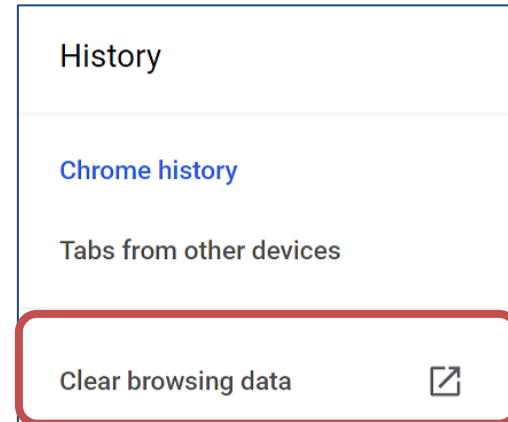 History
Chrome history
Tabs from other devices
Clear browsing data